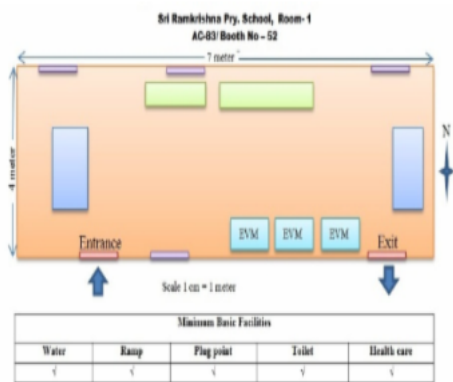 Sri Ramkrishna Pry. School, Room- 1
AC-83/ Booth No – 52
7 meter
4 meter
N
EVM EVM EVM
Entrance Exit
Scale 1 cm = 1 meter
Minimum Basic Facilities
Water Ramp Plug point Toilet Health care
√ √ √ √ √